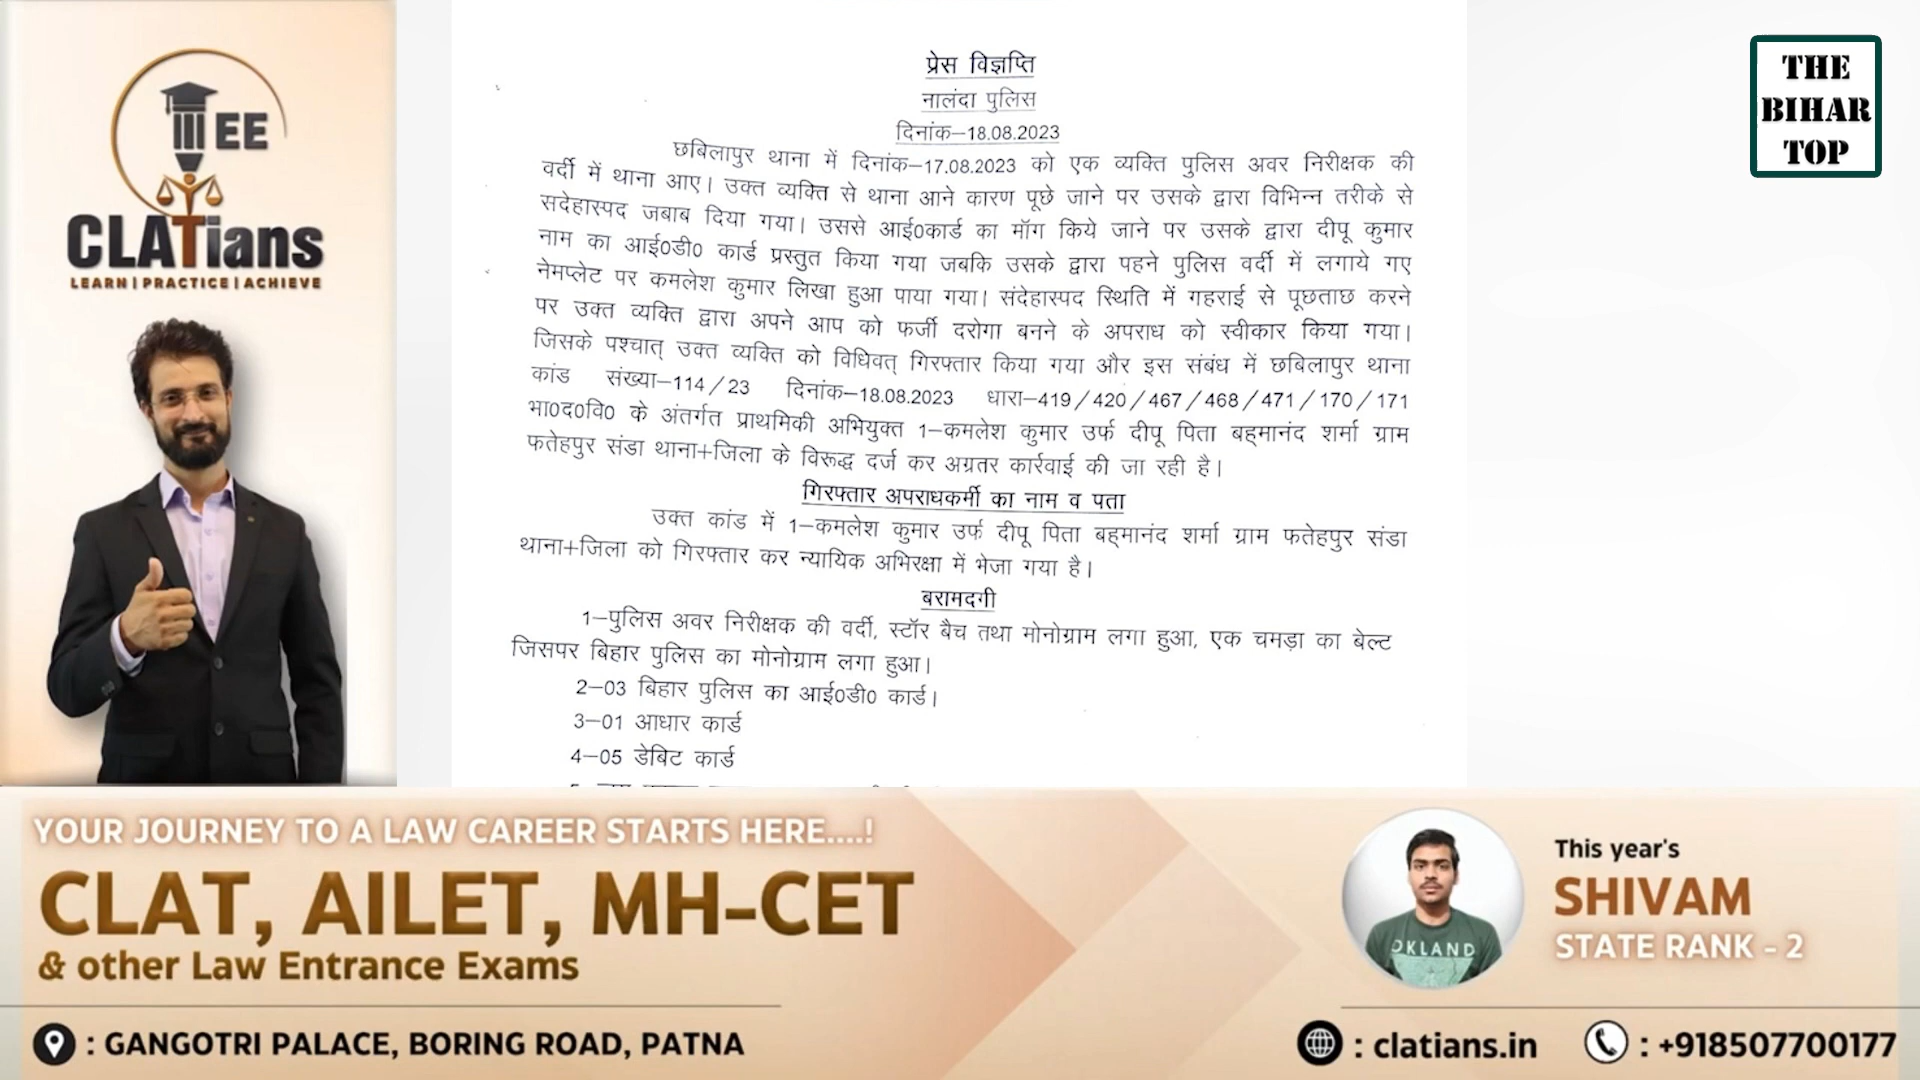 EE
CLATians
LEARN | PRACTICE | ACHIEVE
THE
BIHAR
TOP
प्रेस विज्ञप्ति
नालंदा पुलिस
दिनांक–18.08.2023
छबिलापुर थाना में दिनांक–17.08.2023 को एक व्यक्ति पुलिस अवर निरीक्षक की
वर्दी में थाना आए। उक्त व्यक्ति से थाना आने कारण पूछे जाने पर उसके द्वारा विभिन्न तरीके से
सदेहास्पद जबाब दिया गया। उससे आई०कार्ड का मॉग किये जाने पर उसके द्वारा दीपू कुमार
नाम का आई०डी० कार्ड प्रस्तुत किया गया जबकि उसके द्वारा पहने पुलिस वर्दी में लगाये गए
नेमप्लेट पर कमलेश कुमार लिखा हुआ पाया गया। संदेहास्पद स्थिति में गहराई से पूछताछ करने
पर उक्त व्यक्ति द्वारा अपने आप को फर्जी दरोगा बनने के अपराध को स्वीकार किया गया।
जिसके पश्चात् उक्त व्यक्ति को विधिवत् गिरफ्तार किया गया और इस संबंध में छबिलापुर थाना
कांड संख्या–114/23 दिनांक–18.08.2023 धारा–419/420/467/468/471/170/171
भा०द०वि० के अंतर्गत प्राथमिकी अभियुक्त 1–कमलेश कुमार उर्फ दीपू पिता बह्मानंद शर्मा ग्राम
फतेहपुर संडा थाना+जिला के विरूद्ध दर्ज कर अग्रतर कार्रवाई की जा रही है।
गिरफ्तार अपराधकर्मी का नाम व पता
उक्त कांड में 1–कमलेश कुमार उर्फ दीपू पिता बह्मानंद शर्मा ग्राम फतेहपुर संडा
थाना+जिला को गिरफ्तार कर न्यायिक अभिरक्षा में भेजा गया है।
बरामदगी
1–पुलिस अवर निरीक्षक की वर्दी, स्टॉर बैच तथा मोनोग्राम लगा हुआ, एक चमड़ा का बेल्ट
जिसपर बिहार पुलिस का मोनोग्राम लगा हुआ।
2–03 बिहार पुलिस का आई०डी० कार्ड।
3–01 आधार कार्ड
4–05 डेबिट कार्ड
YOUR JOURNEY TO A LAW CAREER STARTS HERE....!
CLAT, AILET, MH-CET
& other Law Entrance Exams
: GANGOTRI PALACE, BORING ROAD, PATNA
OKLAND
This year's
SHIVAM
STATE RANK - 2
: clatians.in : +918507700177